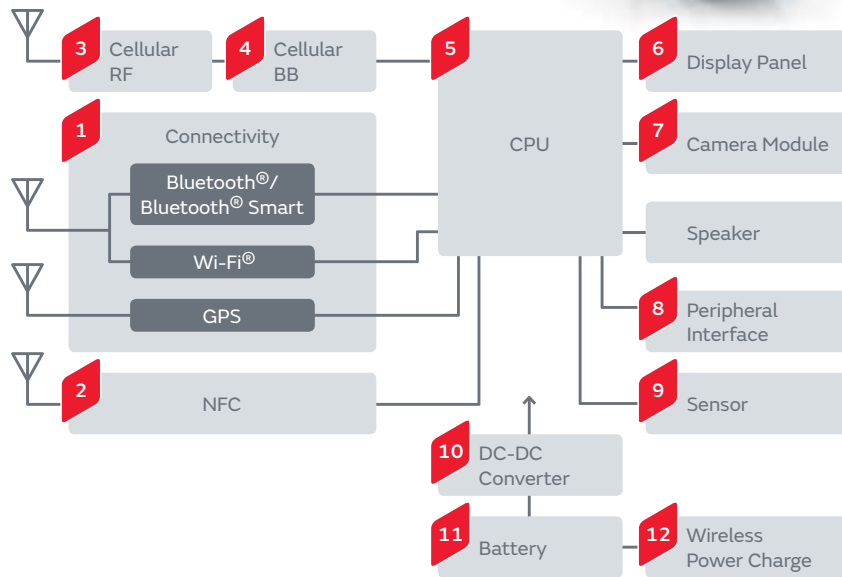 3
Cellular
RF
4
Cellular
BB
5
CPU
6
Display Panel
1
Connectivity
Bluetooth®/
Bluetooth® Smart
Wi-Fi®
GPS
7
Camera Module
Speaker
8
Peripheral
Interface
2
NFC
9
Sensor
10
DC-DC
Converter
11
Battery
12
Wireless
Power Charge